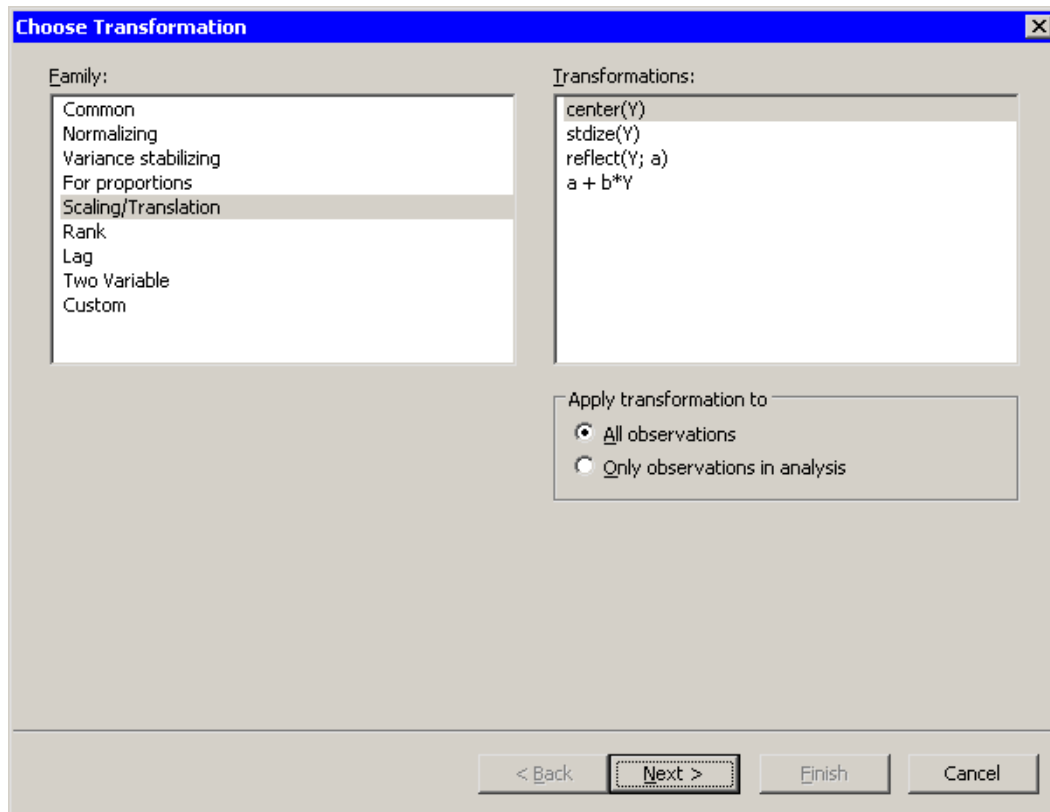 Choose Transformation
Family:
Common
Normalizing
Variance stabilizing
For proportions
Scaling/Translation
Rank
Lag
Two Variable
Custom
Transformations:
center(Y)
stdize(Y)
reflect(Y; a)
a + b*Y
Apply transformation to
All observations
Only observations in analysis
< Back
Next >
Finish
Cancel